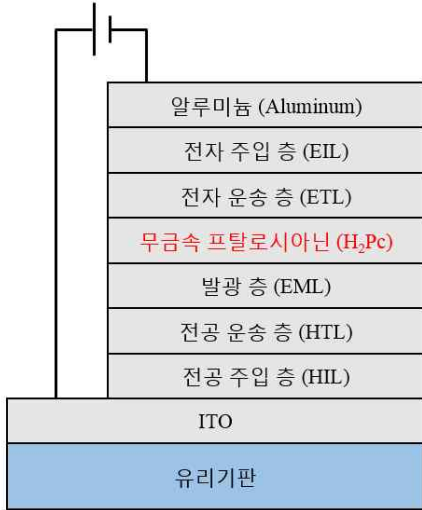 알루미늄 (Aluminum)
전자 주입 층 (EIL)
전자 운송 층 (ETL)
무금속 프탈로시아닌 (H₂Pc)
발광 층 (EML)
전공 운송 층 (HTL)
전공 주입 층 (HIL)
ITO
유리기판